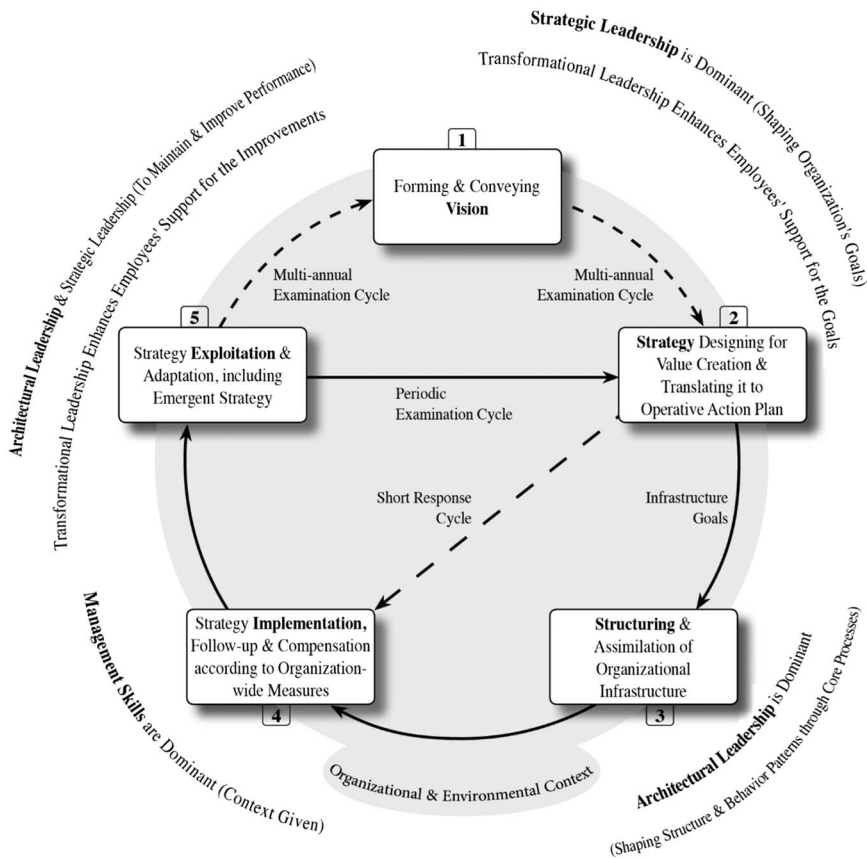 Strategic Leadership is Dominant (Shaping Organization's Goals)
Transformational Leadership Enhances Employees' Support for the Goals
Architectural Leadership & Strategic Leadership (To Maintain & Improve Performance)
Transformational Leadership Enhances Employees' Support for the Improvements
1
Forming & Conveying
Vision
Multi-annual
Examination Cycle
Multi-annual
Examination Cycle
5
Strategy Exploitation &
Adaptation, including
Emergent Strategy
2
Strategy Designing for
Value Creation &
Translating it to
Operative Action Plan
Periodic
Examination Cycle
Short Response
Cycle
Infrastructure
Goals
Strategy Implementation,
Follow-up & Compensation
according to Organization-
wide Measures
4
Structuring &
Assimilation of
Organizational
Infrastructure
3
Organizational & Environmental Context
Management Skills are Dominant (Context Given)
Architectural Leadership is Dominant
(Shaping Structure & Behavior Patterns through Core Processes)